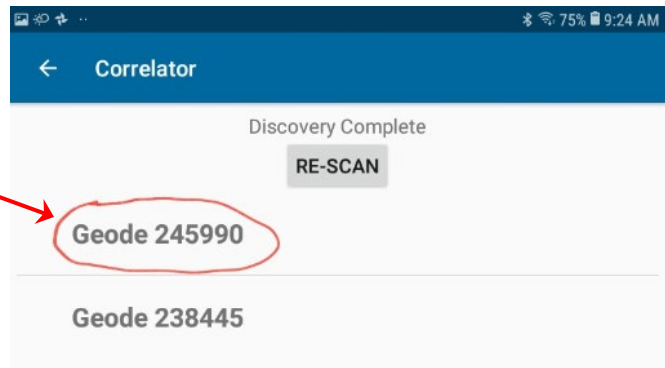 75% 9:24 AM
Correlator
Discovery Complete
RE-SCAN
Geode 245990
Geode 238445